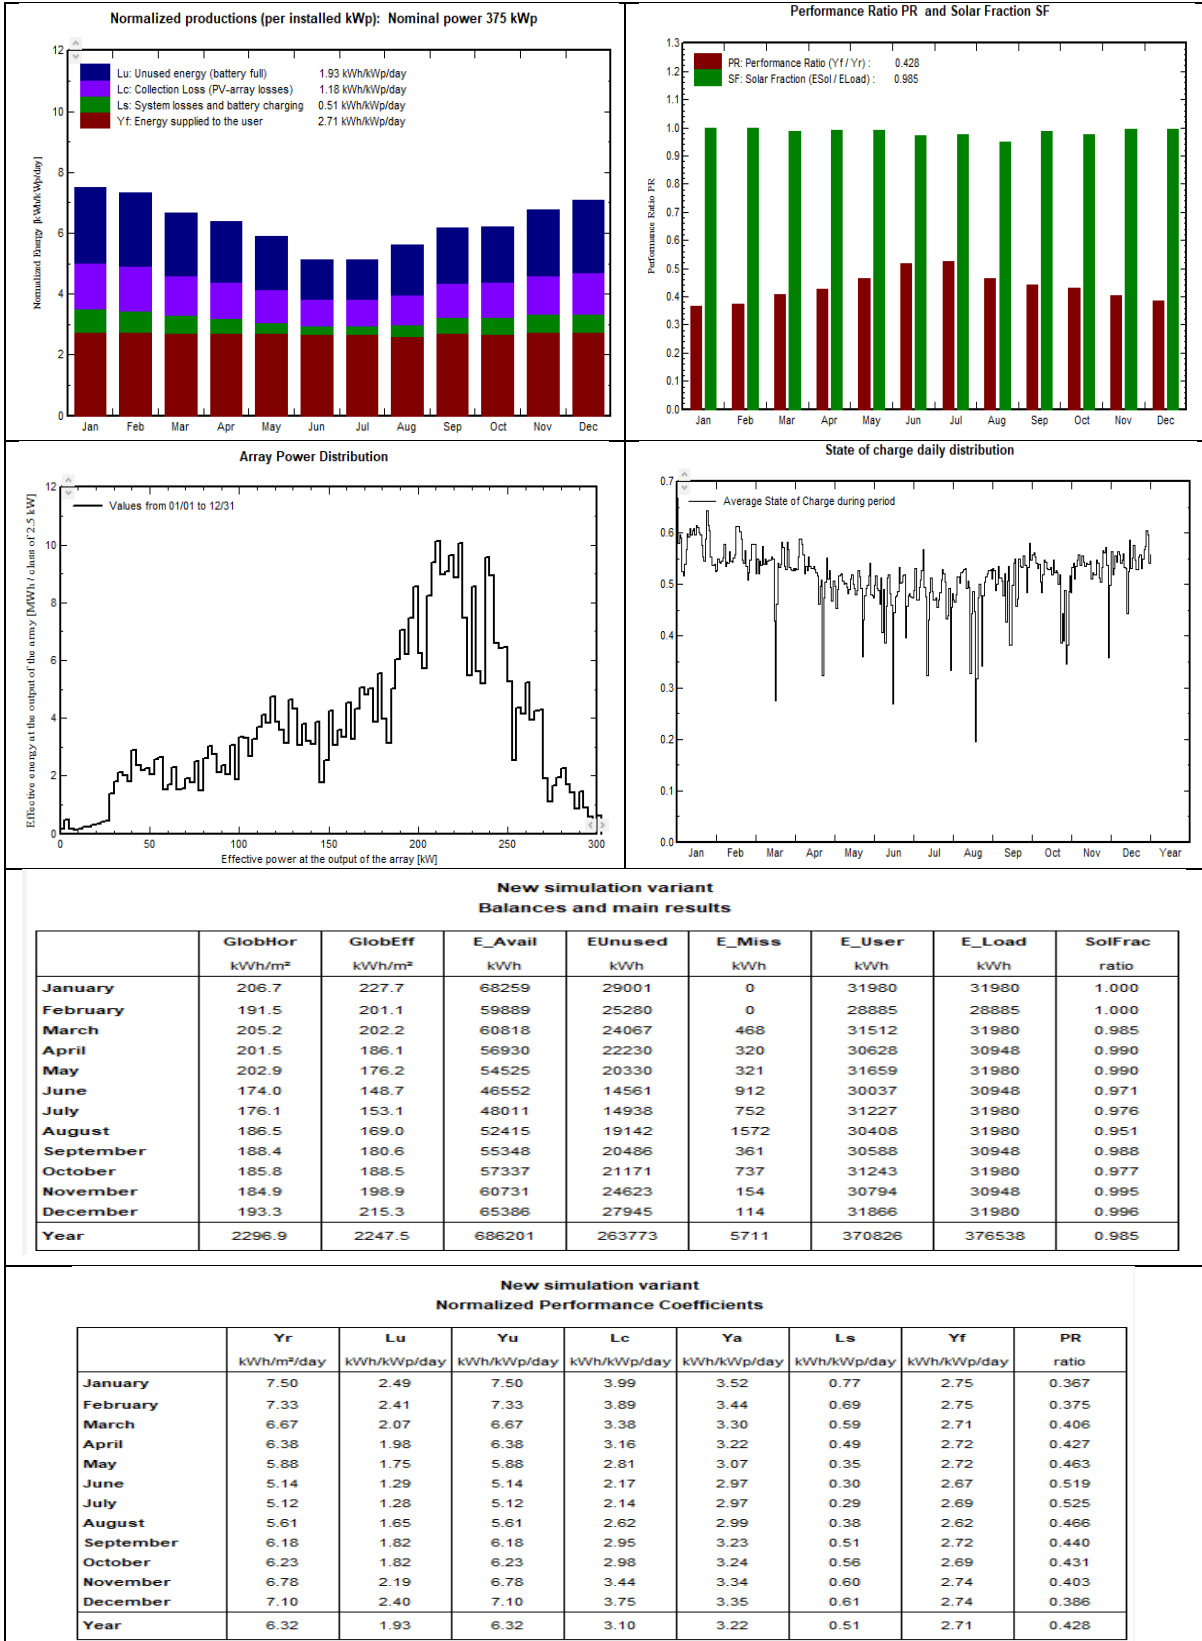 Normalized productions (per installed kWp): Nominal power 375 kWp
Lu: Unused energy (battery full) 1.93 kWh/kWp/day
Lc: Collection Loss (PV-array losses) 1.18 kWh/kWp/day
Ls: System losses and battery charging 0.51 kWh/kWp/day
Yf: Energy supplied to the user 2.71 kWh/kWp/day
Normalized Energy [kWh/kWp/day]
12
10
8
6
4
2
0
Jan Feb Mar Apr May Jun Jul Aug Sep Oct Nov Dec
Performance Ratio PR and Solar Fraction SF
PR: Performance Ratio (Yf / Yr) : 0.428
SF: Solar Fraction (ESol / ELoad) : 0.985
Performance Ratio PR
1.3
1.2
1.1
1.0
0.9
0.8
0.7
0.6
0.5
0.4
0.3
0.2
0.1
0.0
Jan Feb Mar Apr May Jun Jul Aug Sep Oct Nov Dec
Array Power Distribution
Values from 01/01 to 12/31
Effective energy at the output of the array [MWh / class of 2.5 kW]
12
10
8
6
4
2
0
0 50 100 150 200 250 300
Effective power at the output of the array [kW]
State of charge daily distribution
Average State of Charge during period
0.7
0.6
0.5
0.4
0.3
0.2
0.1
0.0
Jan Feb Mar Apr May Jun Jul Aug Sep Oct Nov Dec Year
New simulation variant
Balances and main results
GlobHor GlobEff E_Avail EUnused E_Miss E_User E_Load SolFrac
kWh/m² kWh/m² kWh kWh kWh kWh kWh ratio
January 206.7 227.7 68259 29001 0 31980 31980 1.000
February 191.5 201.1 59889 25280 0 28885 28885 1.000
March 205.2 202.2 60818 24067 468 31512 31980 0.985
April 201.5 186.1 56930 22230 320 30628 30948 0.990
May 202.9 176.2 54525 20330 321 31659 31980 0.990
June 174.0 148.7 46552 14561 912 30037 30948 0.971
July 176.1 153.1 48011 14938 752 31227 31980 0.976
August 186.5 169.0 52415 19142 1572 30408 31980 0.951
September 188.4 180.6 55348 20486 361 30588 30948 0.988
October 185.8 188.5 57337 21171 737 31243 31980 0.977
November 184.9 198.9 60731 24623 154 30794 30948 0.995
December 193.3 215.3 65386 27945 114 31866 31980 0.996
Year 2296.9 2247.5 686201 263773 5711 370826 376538 0.985
New simulation variant
Normalized Performance Coefficients
Yr Lu Yu Lc Ya Ls Yf PR
kWh/m²/day kWh/kWp/day kWh/kWp/day kWh/kWp/day kWh/kWp/day kWh/kWp/day kWh/kWp/day ratio
January 7.50 2.49 7.50 3.99 3.52 0.77 2.75 0.367
February 7.33 2.41 7.33 3.89 3.44 0.69 2.75 0.375
March 6.67 2.07 6.67 3.38 3.30 0.59 2.71 0.406
April 6.38 1.98 6.38 3.16 3.22 0.49 2.72 0.427
May 5.88 1.75 5.88 2.81 3.07 0.35 2.72 0.463
June 5.14 1.29 5.14 2.17 2.97 0.30 2.67 0.519
July 5.12 1.28 5.12 2.14 2.97 0.29 2.69 0.525
August 5.61 1.65 5.61 2.62 2.99 0.38 2.62 0.466
September 6.18 1.82 6.18 2.95 3.23 0.51 2.72 0.440
October 6.23 1.82 6.23 2.98 3.24 0.56 2.69 0.431
November 6.78 2.19 6.78 3.44 3.34 0.60 2.74 0.403
December 7.10 2.40 7.10 3.75 3.35 0.61 2.74 0.386
Year 6.32 1.93 6.32 3.10 3.22 0.51 2.71 0.428